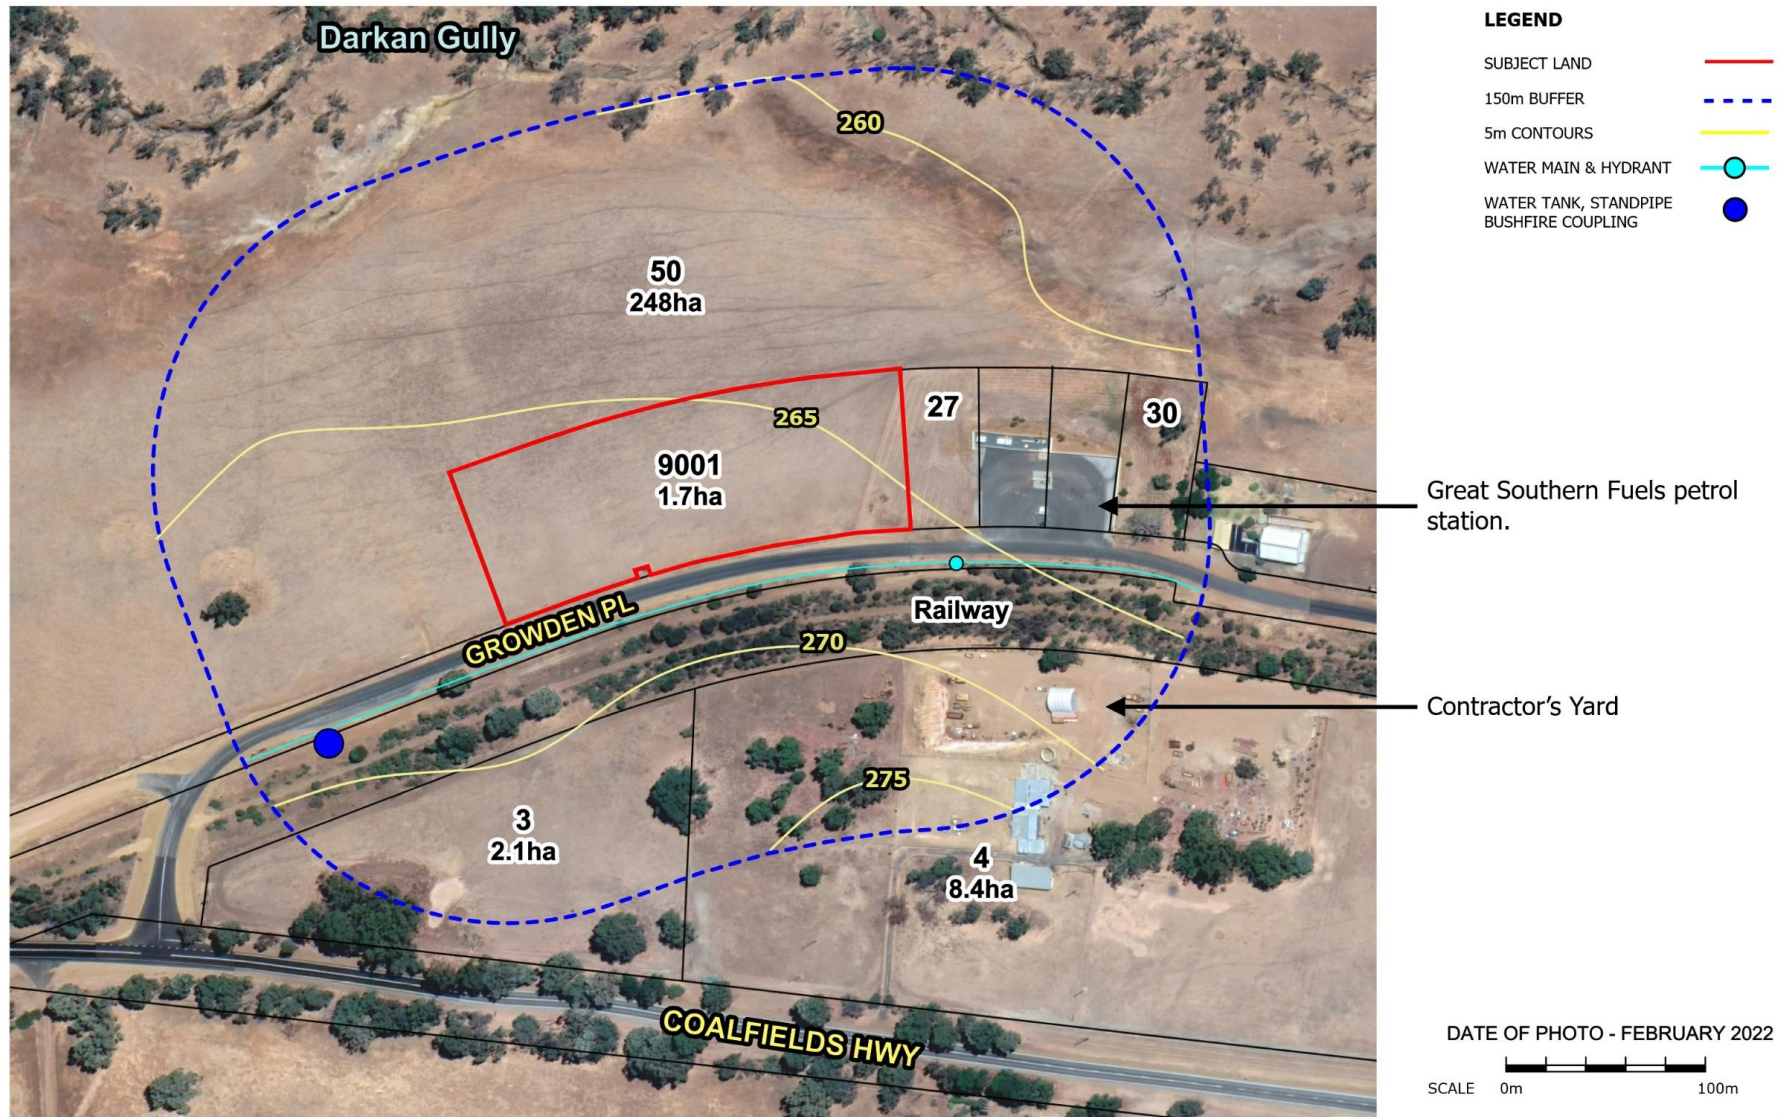 Darkan Gully
260
50
248ha
265
27
30
9001
1.7ha
GROWDEN PL
Railway
270
275
3
2.1ha
4
8.4ha
COALFIELDS HWY
LEGEND
SUBJECT LAND
150m BUFFER
5m CONTOURS
WATER MAIN & HYDRANT
WATER TANK, STANDPIPE
BUSHFIRE COUPLING
Great Southern Fuels petrol
station.
Contractor's Yard
DATE OF PHOTO - FEBRUARY 2022
SCALE 0m 100m